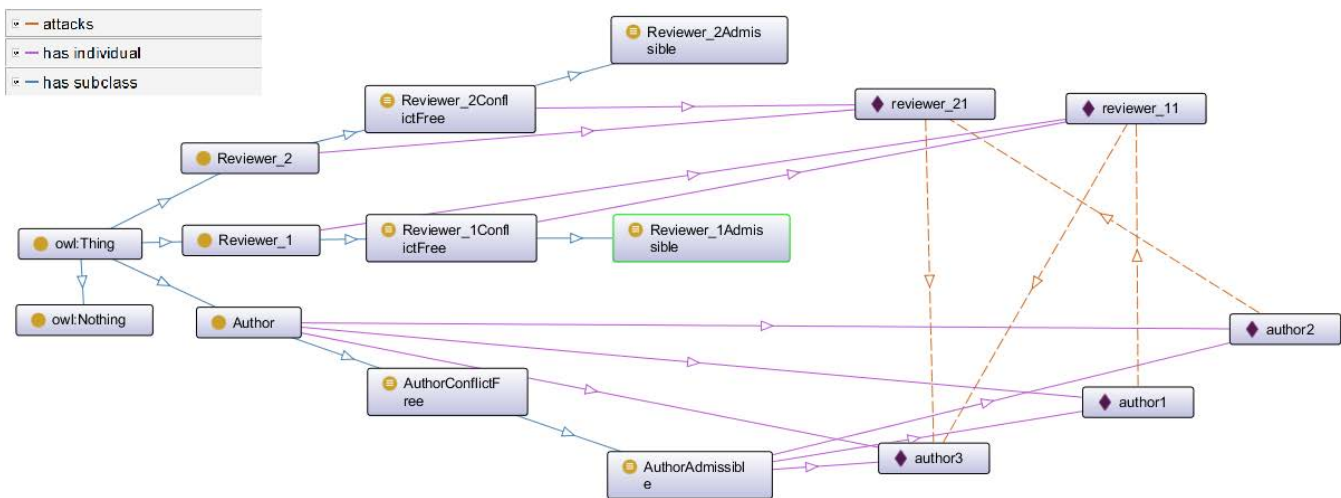 attacks
has individual
has subclass
Reviewer_2Admis
sible
Reviewer_2Confl
ictFree
reviewer_21
reviewer_11
Reviewer_2
owl:Thing
Reviewer_1
Reviewer_1Confl
ictFree
Reviewer_1Admis
sible
owl:Nothing
Author
author2
AuthorConflictF
ree
author1
AuthorAdmissibl
e
author3